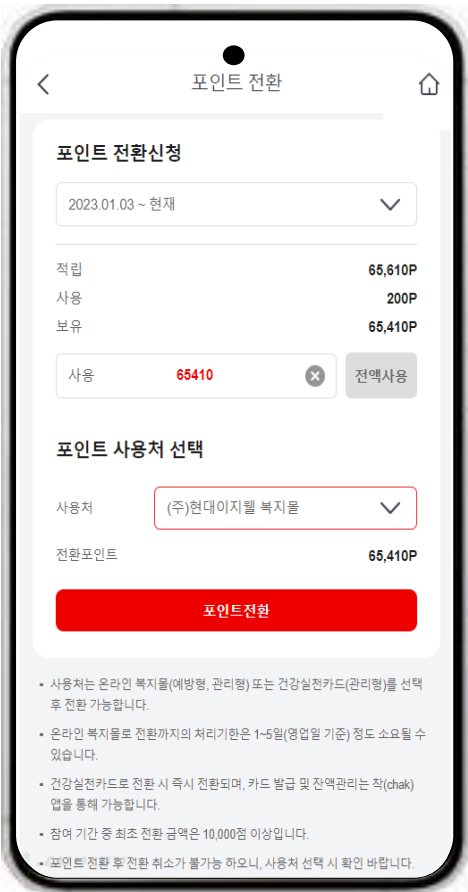 포인트 전환
포인트 전환신청
2023.01.03 ~ 현재
적립 65,610P
사용 200P
보유 65,410P
사용 65410 전액사용
포인트 사용처 선택
사용처 (주)현대이지웰 복지몰
전환포인트 65,410P
포인트전환
• 사용처는 온라인 복지몰(예방형, 관리형) 또는 건강실천카드(관리형)를 선택
후 전환 가능합니다.
• 온라인 복지몰로 전환까지의 처리기한은 1~5일(영업일 기준) 정도 소요될 수
있습니다.
• 건강실천카드로 전환 시 즉시 전환되며, 카드 발급 및 잔액관리는 착(chak)
앱을 통해 가능합니다.
• 참여 기간 중 최초 전환 금액은 10,000점 이상입니다.
• 포인트 전환 후 전환 취소가 불가능 하오니, 사용처 선택 시 확인 바랍니다.